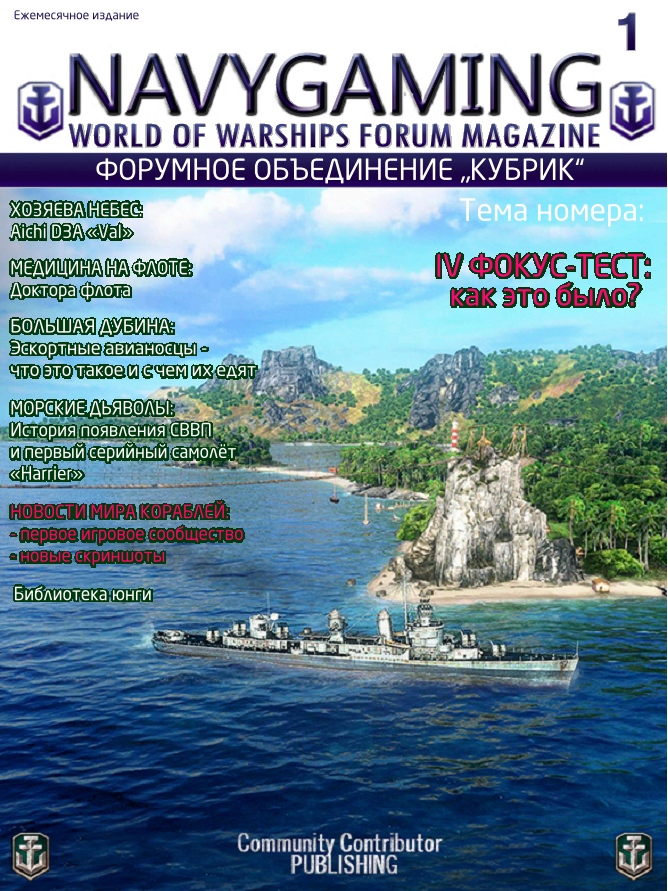 Ежемесячное издание
1
NAVYGAMING
WORLD OF WARSHIPS FORUM MAGAZINE
ФОРУМНОЕ ОБЪЕДИНЕНИЕ „КУБРИК“
ХОЗЯЕВА НЕБЕС:
Aichi D3A «Val»
МЕДИЦИНА НА ФЛОТЕ:
Доктора флота
БОЛЬШАЯ ДУБИНА:
Эскортные авианосцы -
что это такое и с чем их едят
МОРСКИЕ ДЬЯВОЛЫ:
История появления СВВП
и первый серийный самолёт
«Harrier»
НОВОСТИ МИРА КОРАБЛЕЙ:
- первое игровое сообщество
- новые скриншоты
Библиотека юнги
Тема номера:
IV ФОКУС-ТЕСТ:
как это было?
Community Contributor
PUBLISHING